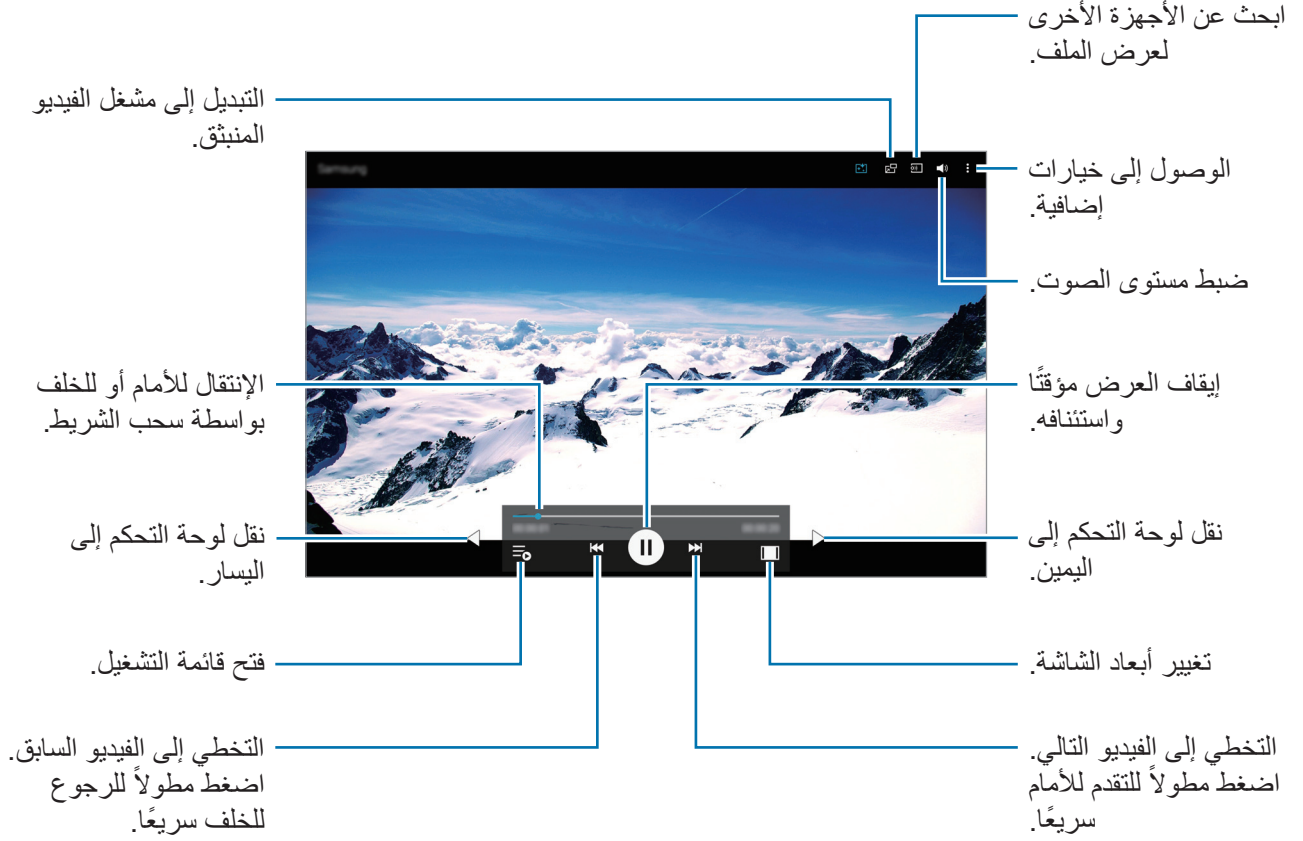 ابحث عن الأجهزة الأخرى
لعرض الملف.
التبديل إلى مشغل الفيديو
المنبثق.
Samsung
الوصول إلى خيارات
إضافية.
ضبط مستوى الصوت.
إيقاف العرض مؤقتًا
واستئنافه.
الإنتقال للأمام أو للخلف
بواسطة سحب الشريط.
نقل لوحة التحكم إلى
اليمين.
نقل لوحة التحكم إلى
اليسار.
تغيير أبعاد الشاشة.
فتح قائمة التشغيل.
التخطي إلى الفيديو التالي.
اضغط مطولاً للتقدم للأمام
سريعًا.
التخطي إلى الفيديو السابق.
اضغط مطولاً للرجوع
للخلف سريعًا.